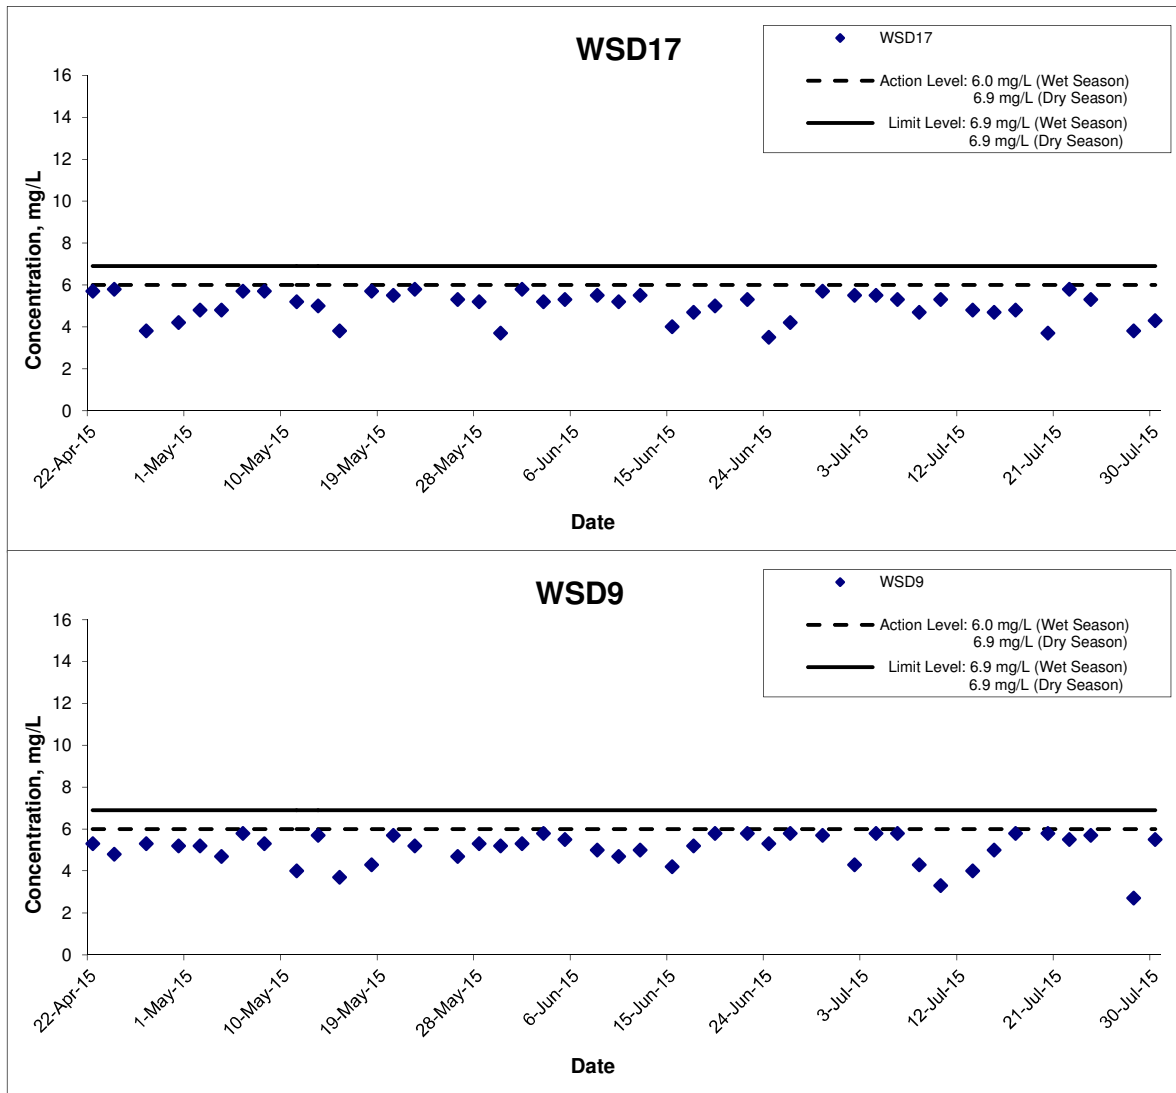 WSD17
WSD17
Action Level: 6.0 mg/L (Wet Season)
6.9 mg/L (Dry Season)
Limit Level: 6.9 mg/L (Wet Season)
6.9 mg/L (Dry Season)
Concentration, mg/L
16
14
12
10
8
6
4
2
0
22-Apr-15
1-May-15
10-May-15
19-May-15
28-May-15
6-Jun-15
15-Jun-15
24-Jun-15
3-Jul-15
12-Jul-15
21-Jul-15
30-Jul-15
Date
WSD9
WSD9
Action Level: 6.0 mg/L (Wet Season)
6.9 mg/L (Dry Season)
Limit Level: 6.9 mg/L (Wet Season)
6.9 mg/L (Dry Season)
Concentration, mg/L
16
14
12
10
8
6
4
2
0
22-Apr-15
1-May-15
10-May-15
19-May-15
28-May-15
6-Jun-15
15-Jun-15
24-Jun-15
3-Jul-15
12-Jul-15
21-Jul-15
30-Jul-15
Date